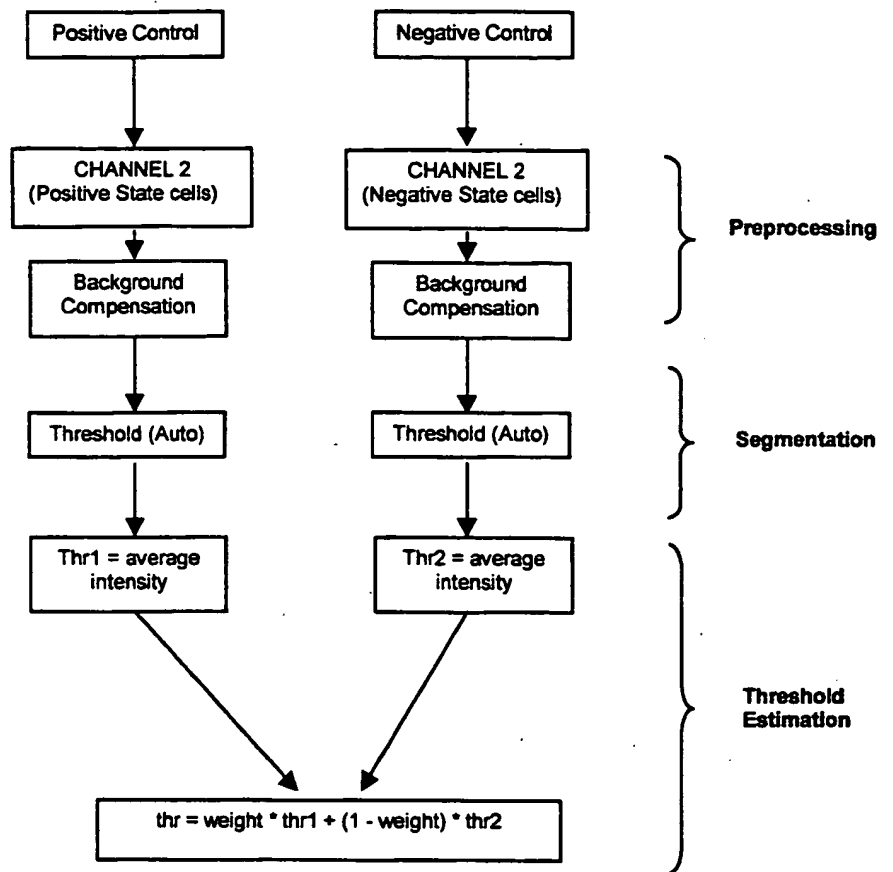 Positive Control
Negative Control
CHANNEL 2
(Positive State cells)
CHANNEL 2
(Negative State cells)
Preprocessing
Background
Compensation
Background
Compensation
Threshold (Auto)
Threshold (Auto)
Segmentation
Thr1 = average
intensity
Thr2 = average
intensity
Threshold
Estimation
thr = weight * thr1 + (1 - weight) * thr2